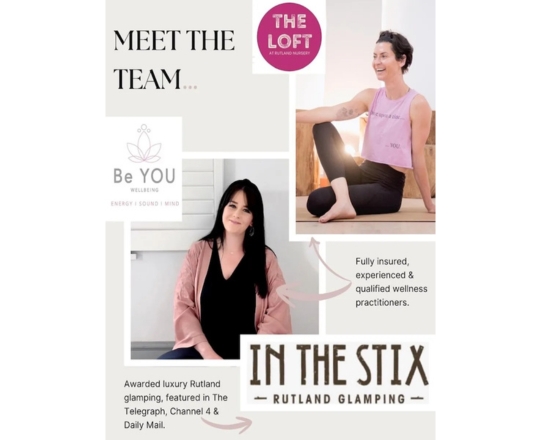 MEET THE
TEAM...
THE
LOFT
AT RUTLAND NURSERY
Be YOU
WELLBEING
ENERGY | SOUND | MIND
Fully insured,
experienced &
qualified wellness
practitioners.
IN THE STIX
RUTLAND GLAMPING
Awarded luxury Rutland
glamping, featured in The
Telegraph, Channel 4 &
Daily Mail.